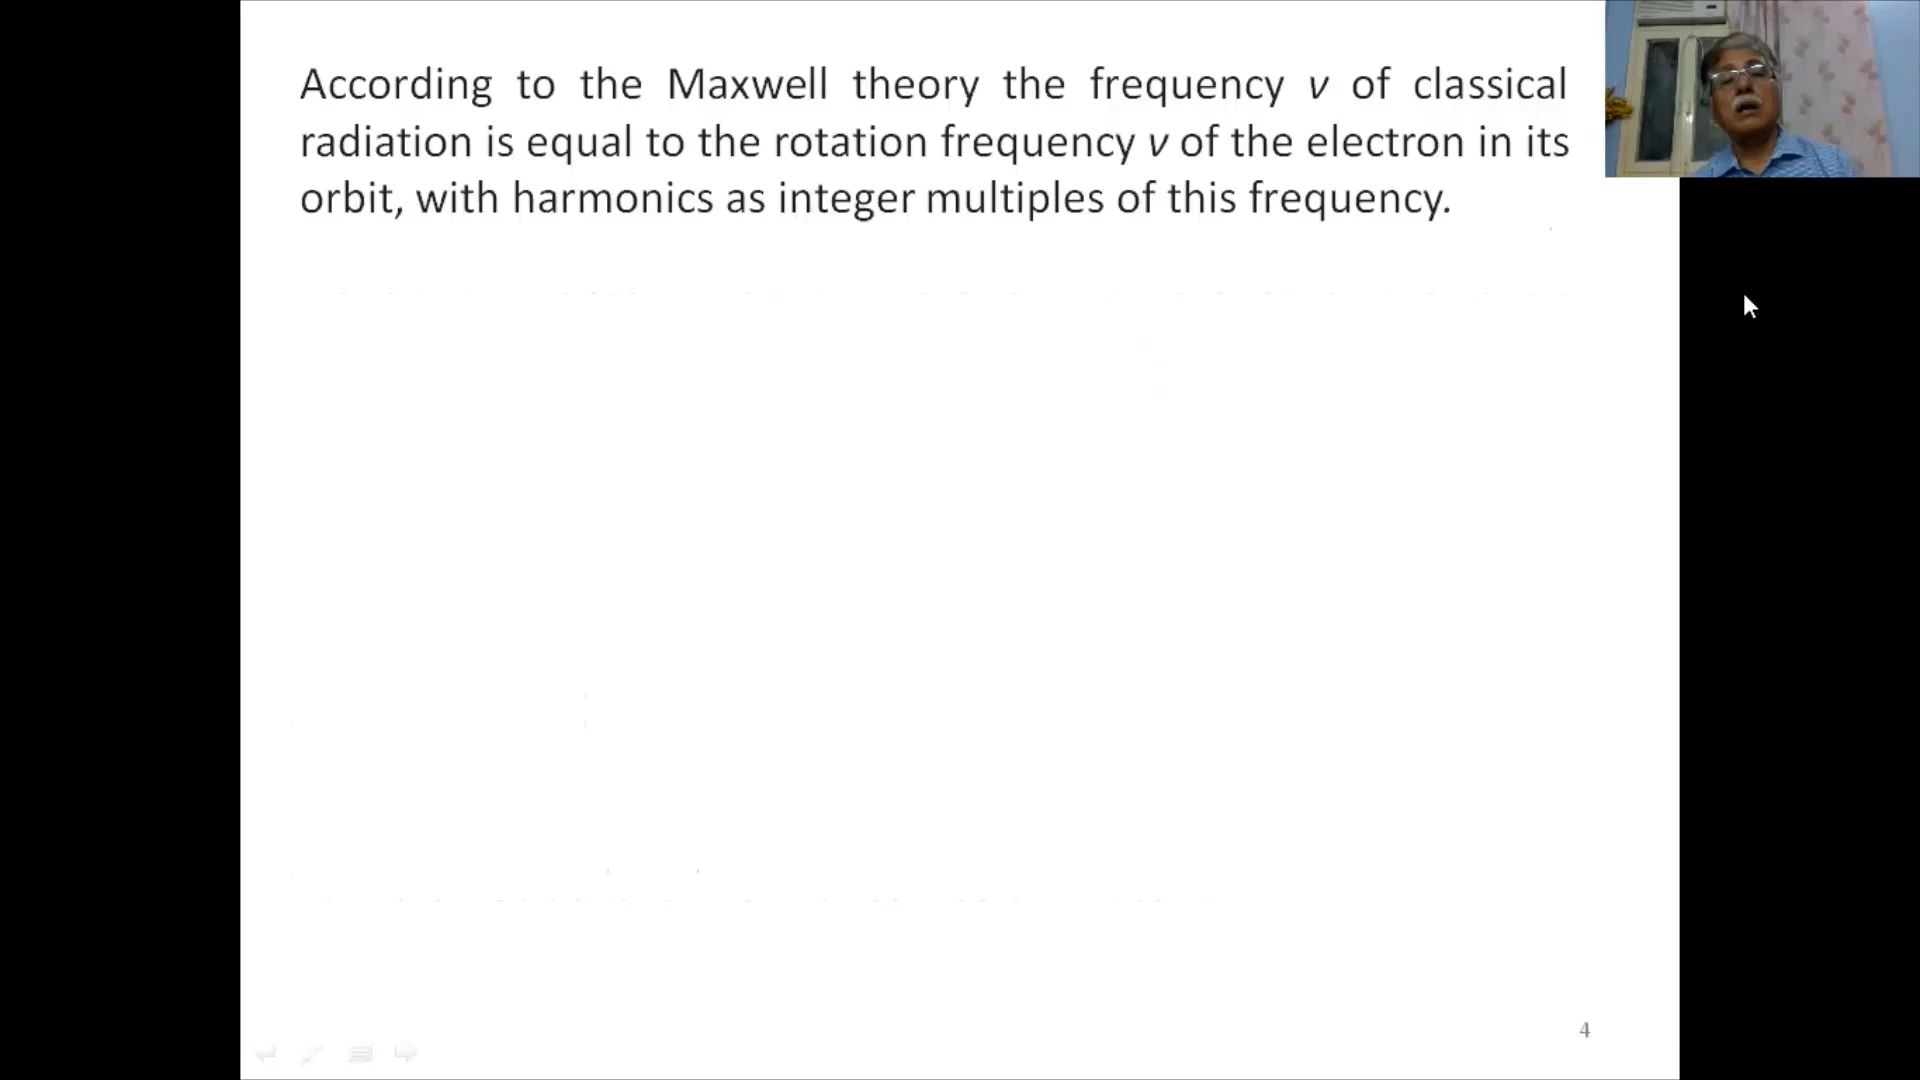 According to the Maxwell theory the frequency v of classical
radiation is equal to the rotation frequency v of the electron in its
orbit, with harmonics as integer multiples of this frequency.
4